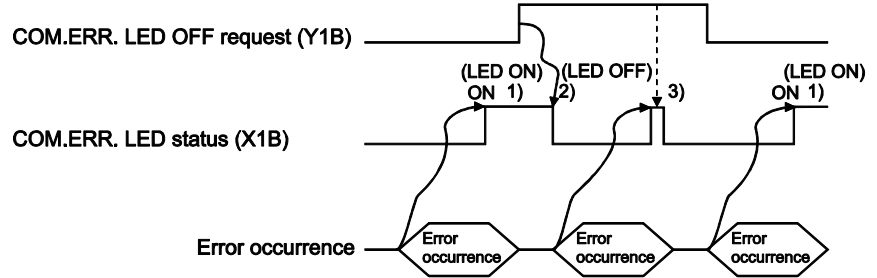 COM.ERR. LED OFF request (Y1B)
(LED ON)
ON 1)
2)
(LED OFF)
3)
(LED ON)
ON 1)
COM.ERR. LED status (X1B)
Error occurrence
Error
occurrence
Error
occurrence
Error
occurrence